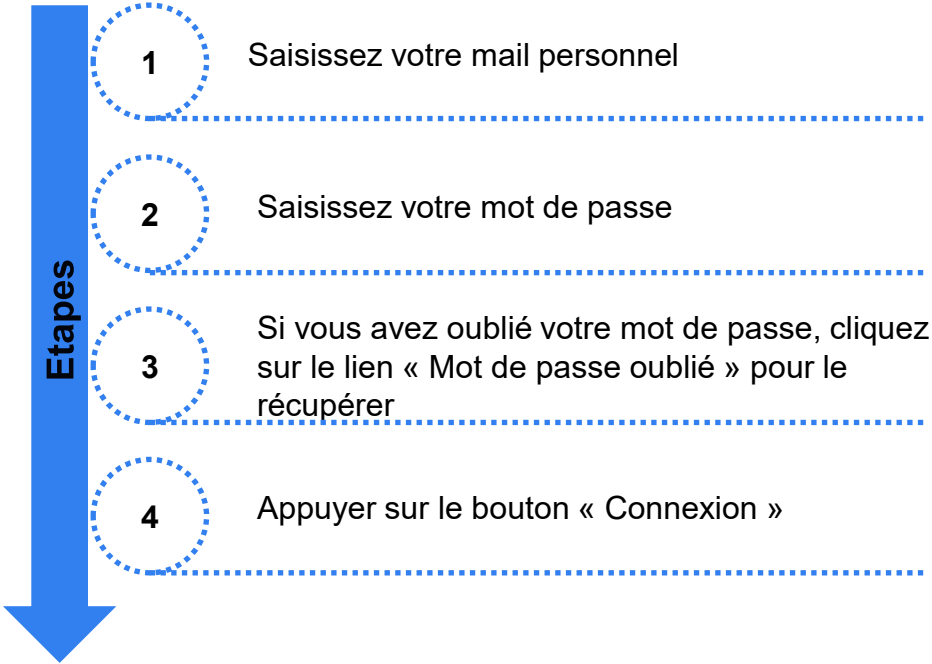 Etapes
1
Saisissez votre mail personnel
2
Saisissez votre mot de passe
3
Si vous avez oublié votre mot de passe, cliquez
sur le lien « Mot de passe oublié » pour le
récupérer
4
Appuyer sur le bouton « Connexion »